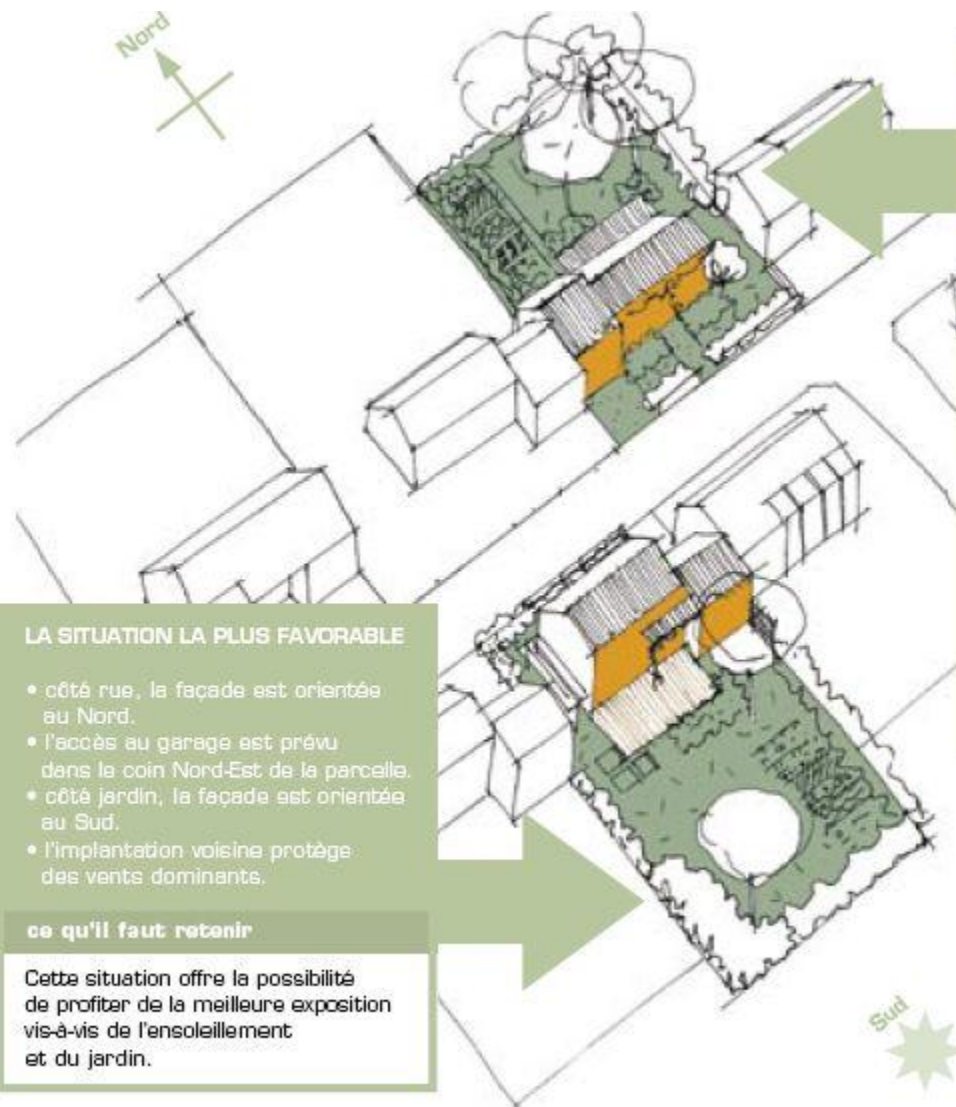 Nord
LA SITUATION LA PLUS FAVORABLE
• côté rue, la façade est orientée
au Nord.
• l'accès au garage est prévu
dans le coin Nord-Est de la parcelle.
• côté jardin, la façade est orientée
au Sud.
• l'implantation voisine protège
des vents dominants.
ce qu'il faut retenir
Cette situation offre la possibilité
de profiter de la meilleure exposition
vis-à-vis de l'ensoleillement
et du jardin.
Sud